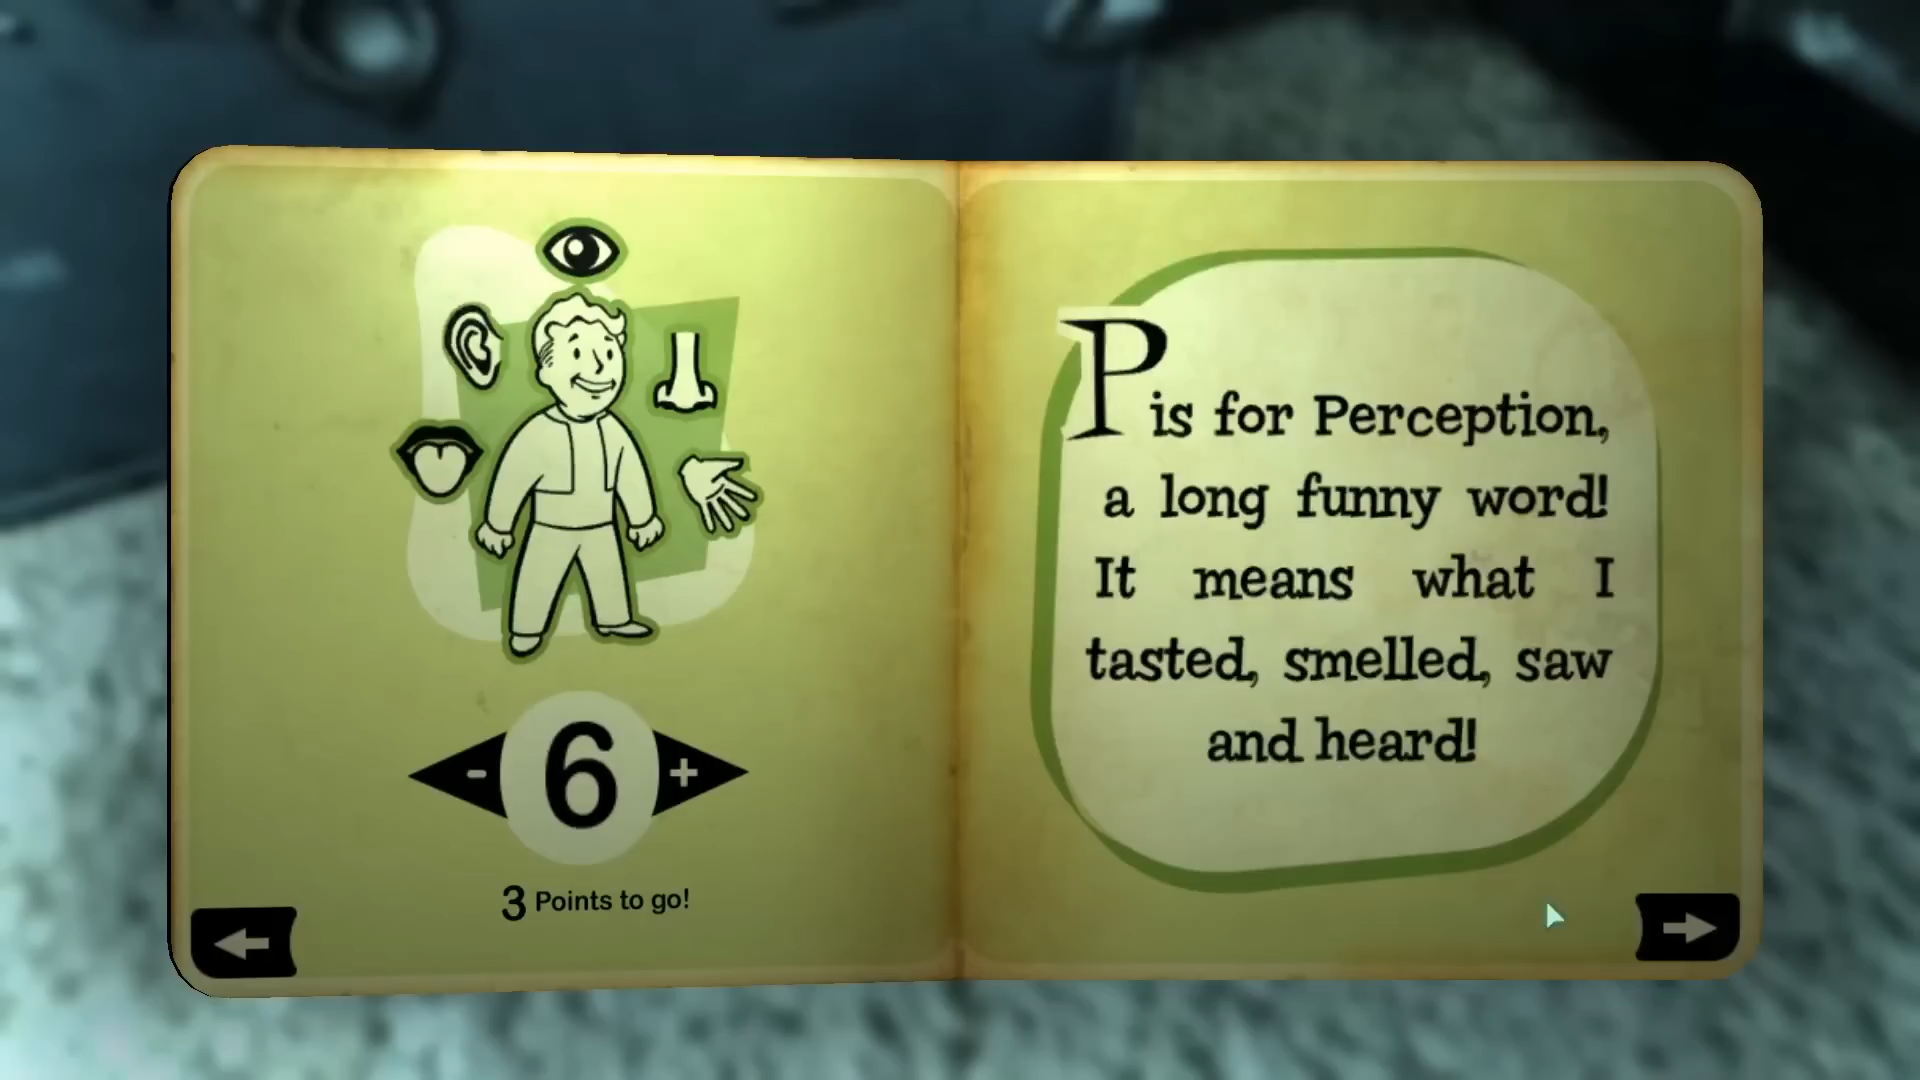 6
3 Points to go!
P is for Perception,
a long funny word!
It means what I
tasted, smelled, saw
and heard!